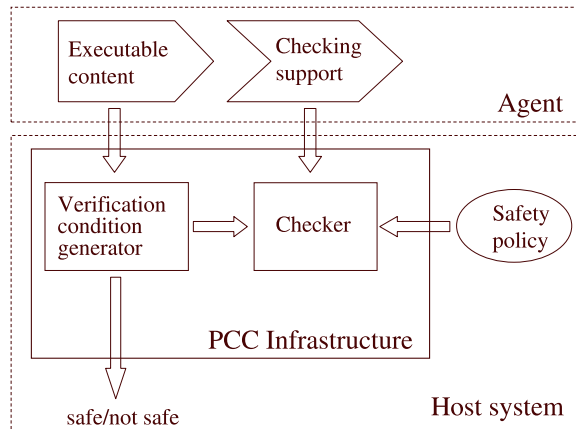 Executable
content
Checking
support
Agent
Verification
condition
generator
Checker
Safety
policy
PCC Infrastructure
Host system
safe/not safe